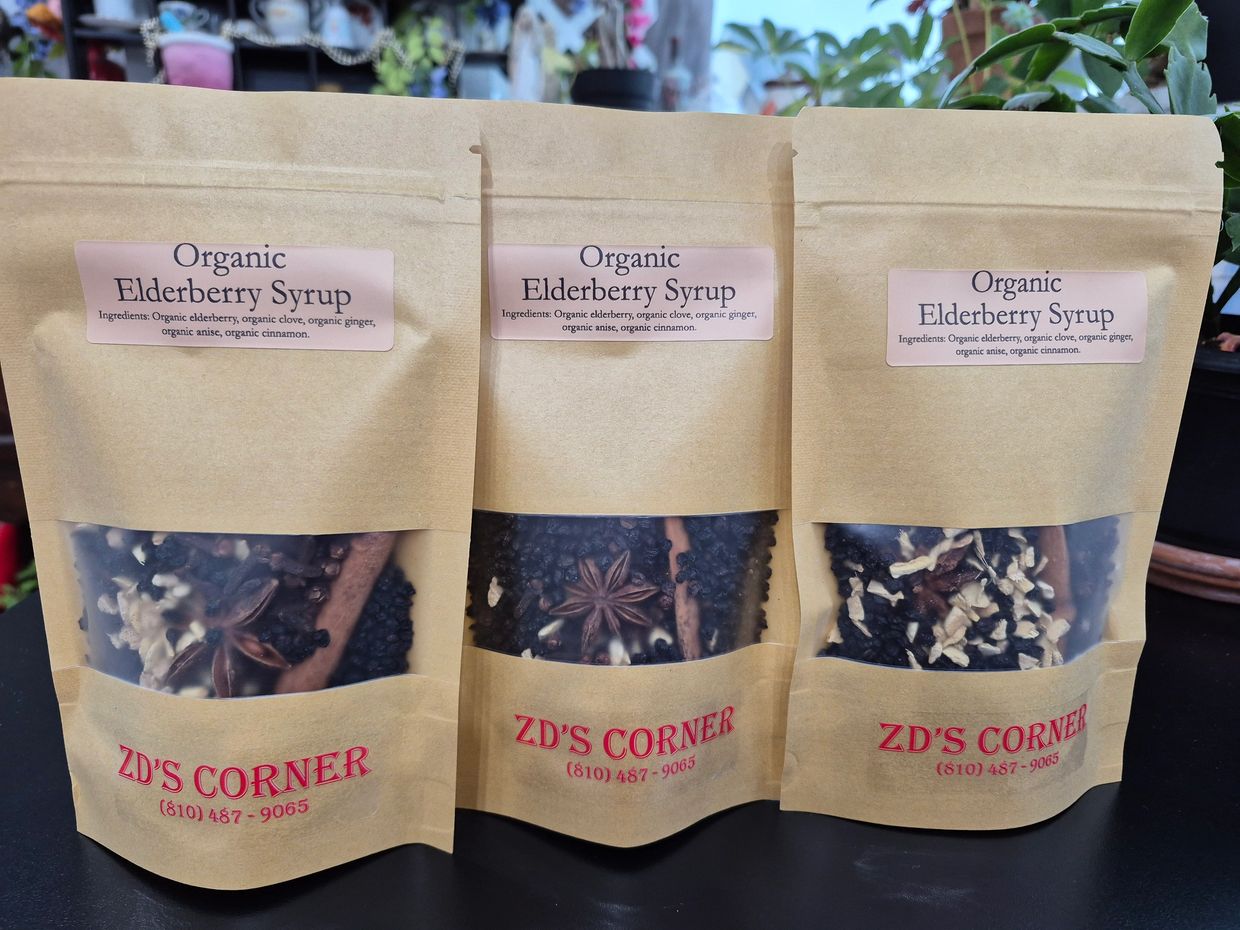 Organic
Elderberry Syrup
Ingredients: Organic elderberry, organic clove, organic ginger,
organic anise, organic cinnamon.
ZD'S CORNER
(810) 487 - 9065
Organic
Elderberry Syrup
Ingredients: Organic elderberry, organic clove, organic ginger,
organic anise, organic cinnamon.
ZD'S CORNER
(810) 487 - 9065
Organic
Elderberry Syrup
Ingredients: Organic elderberry, organic clove, organic ginger,
organic anise, organic cinnamon.
ZD'S CORNER
(810) 487 - 9065